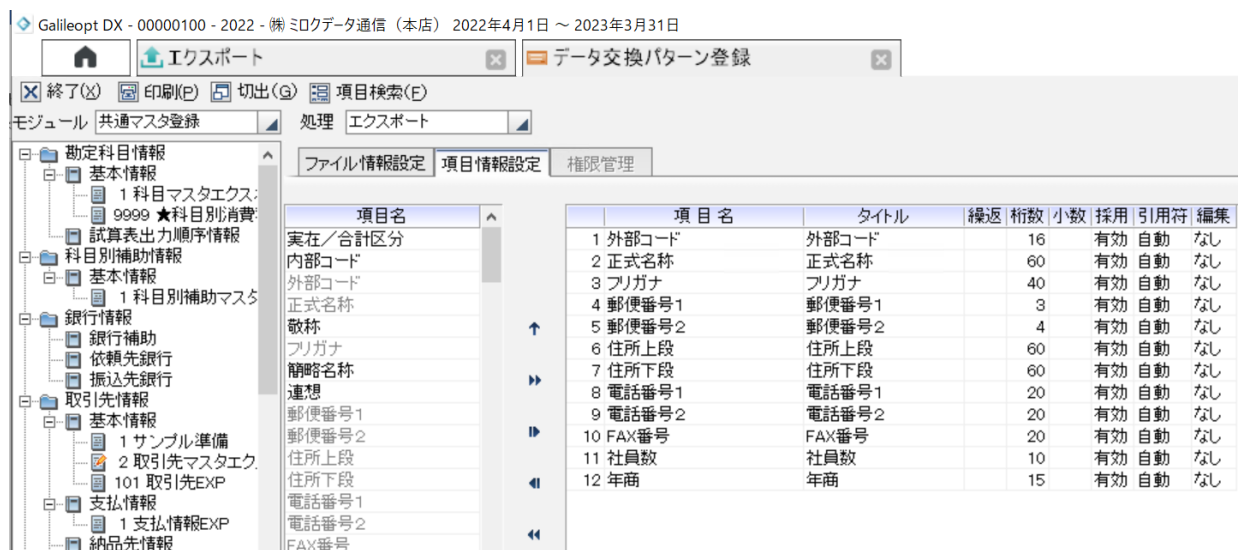 Galileopt DX - 00000100 - 2022 - ㈱ ミロクデータ通信（本店） 2022年4月1日 ～ 2023年3月31日
エクスポート
データ交換パターン登録
終了(X) 印刷(P) 切出(G) 項目検索(F)
モジュール 共通マスタ登録 処理 エクスポート
勘定科目情報
基本情報
1 科目マスタエクス
9999 ★科目別消費
試算表出力順序情報
科目別補助情報
基本情報
1 科目別補助マス
銀行情報
銀行補助
依頼先銀行
振込先銀行
取引先情報
基本情報
1 サンプル準備
2 取引先マスタエク
101 取引先EXP
支払情報
1 支払情報EXP
納品先情報
ファイル情報設定 項目情報設定 権限管理
項目名
実在／合計区分
内部コード
外部コード
正式名称
敬称
フリガナ
簡略名称
連想
郵便番号1
郵便番号2
住所上段
住所下段
電話番号1
電話番号2
FAX番号
項目名 タイトル 繰返 桁数 小数 採用 引用符 編集
1 外部コード 外部コード 16 有効 自動 なし
2 正式名称 正式名称 60 有効 自動 なし
3 フリガナ フリガナ 40 有効 自動 なし
4 郵便番号1 郵便番号1 3 有効 自動 なし
5 郵便番号2 郵便番号2 4 有効 自動 なし
6 住所上段 住所上段 60 有効 自動 なし
7 住所下段 住所下段 60 有効 自動 なし
8 電話番号1 電話番号1 20 有効 自動 なし
9 電話番号2 電話番号2 20 有効 自動 なし
10 FAX番号 FAX番号 20 有効 自動 なし
11 社員数 社員数 10 有効 自動 なし
12 年商 年商 15 有効 自動 なし